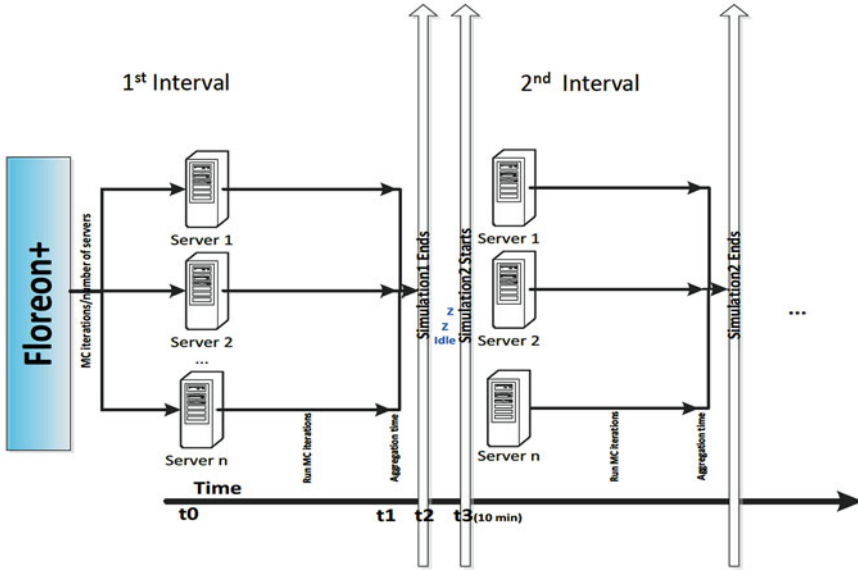 1st Interval
2nd Interval
Floreon+
MC iterations/number of servers
Server 1
Server 2
...
Server n
Run MC iterations
Aggregation time
Simulation1 Ends
Z
Z
Idle
Simulation2 Starts
Server 1
Server 2
Server n
Run MC iterations
Aggregation time
Simulation2 Ends
...
Time
t0
t1
t2
t3(10 min)